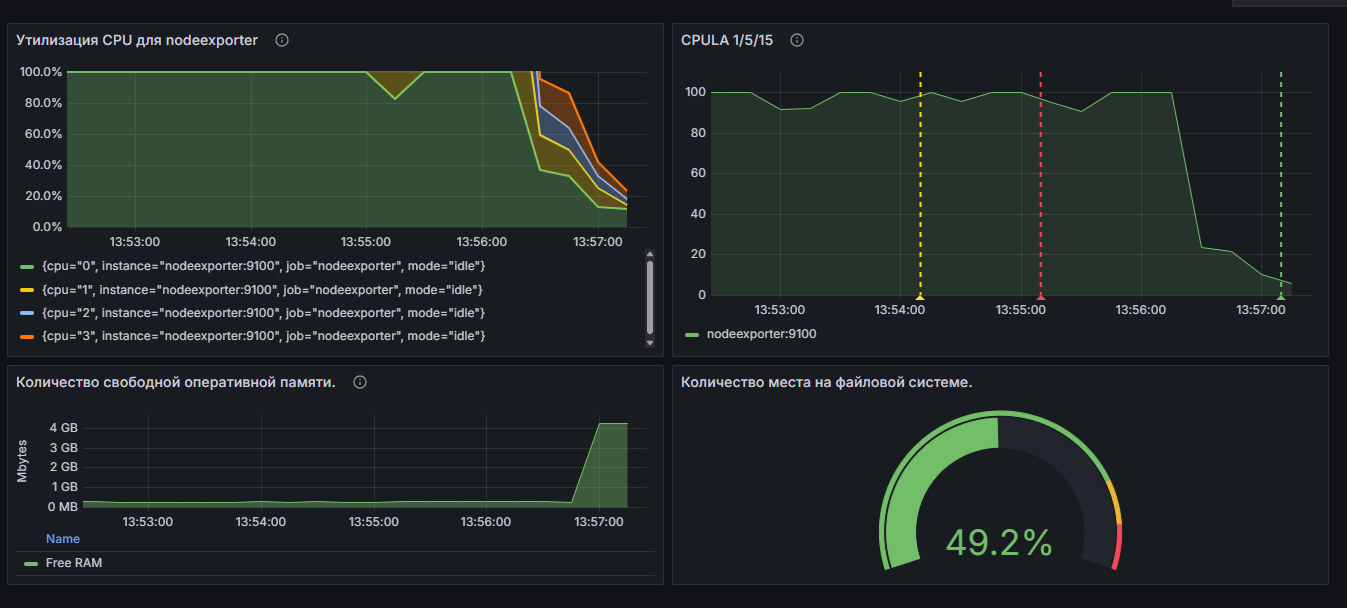 Утилизация CPU для nodeexporter
100.0%
80.0%
60.0%
40.0%
20.0%
0.0%
13:53:00 13:54:00 13:55:00 13:56:00 13:57:00
{cpu="0", instance="nodeexporter:9100", job="nodeexporter", mode="idle"}
{cpu="1", instance="nodeexporter:9100", job="nodeexporter", mode="idle"}
{cpu="2", instance="nodeexporter:9100", job="nodeexporter", mode="idle"}
{cpu="3", instance="nodeexporter:9100", job="nodeexporter", mode="idle"}
CPULA 1/5/15
100
80
60
40
20
0
13:53:00 13:54:00 13:55:00 13:56:00 13:57:00
nodeexporter:9100
Количество свободной оперативной памяти.
Mbytes
4 GB
3 GB
2 GB
1 GB
0 MB
13:53:00 13:54:00 13:55:00 13:56:00 13:57:00
Name
Free RAM
Количество места на файловой системе.
49.2%